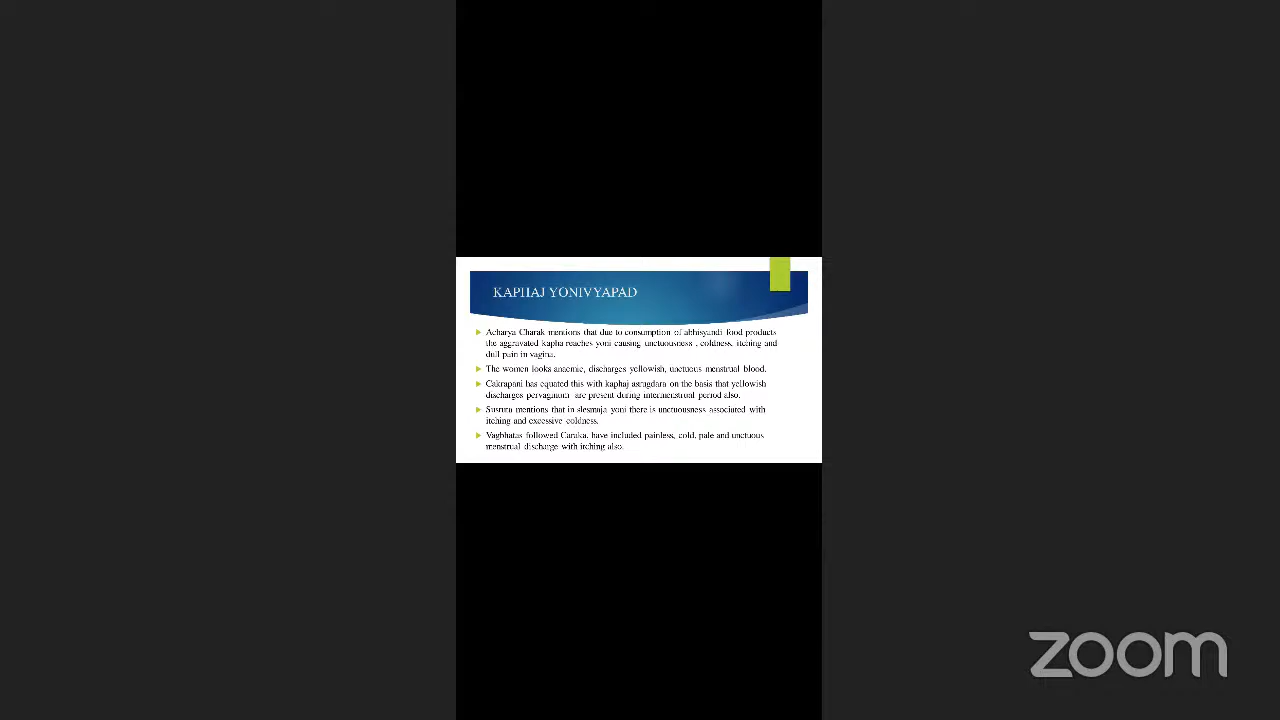 KAPHAJ YONIVYAPAD
Acharya Charak mentions that due to consumption of abhisyandi food products
the aggravated kapha reaches yoni causing unctuousness , coldness, itching and
dull pain in vagina.
The women looks anaemic, discharges yellowish, unctuous menstrual blood.
Cakrapani has equated this with kaphaj asrugdara on the basis that yellowish
discharges pervaginum are present during intermenstrual period also.
Susruta mentions that in slesmaja yoni there is unctuousness associated with
itching and excessive coldness.
Vagbhatas followed Caraka, have included painless, cold, pale and unctuous
menstrual discharge with itching also.
zoom